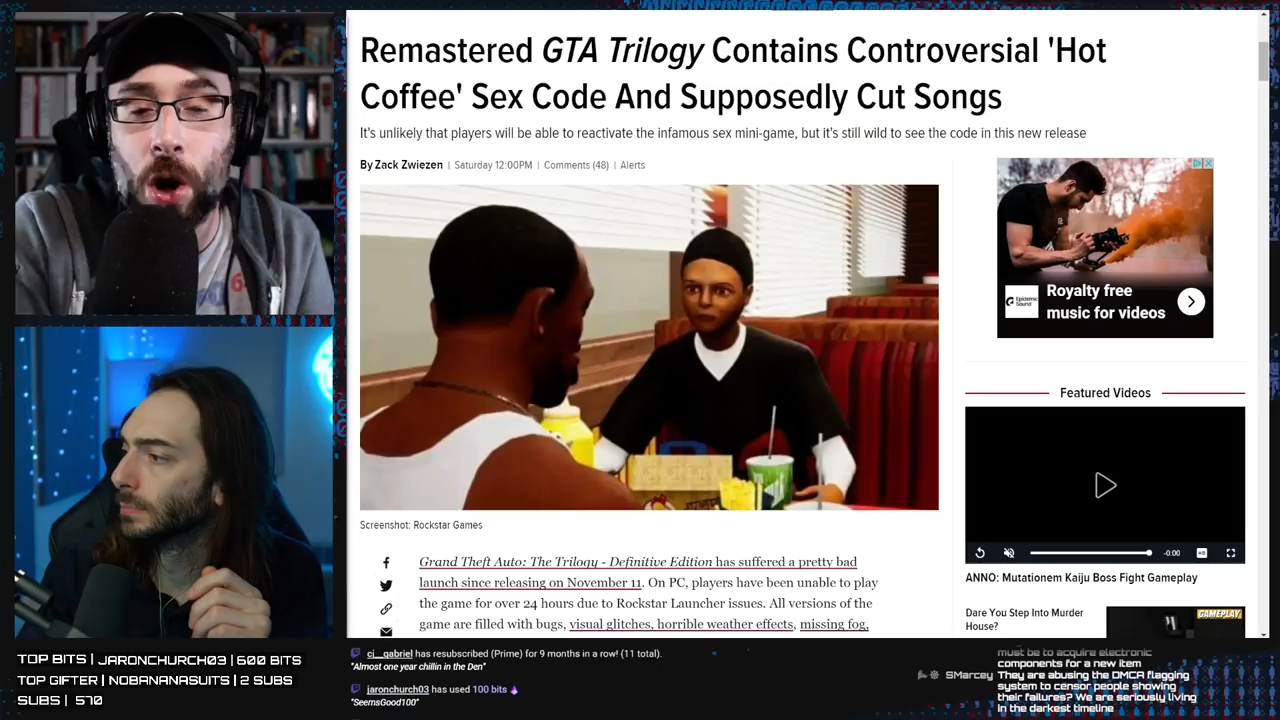 Remastered GTA Trilogy Contains Controversial 'Hot
Coffee' Sex Code And Supposedly Cut Songs
It's unlikely that players will be able to reactivate the infamous sex mini-game, but it's still wild to see the code in this new release
By Zack Zwiezen | Saturday 12:00PM | Comments (48) | Alerts
Royalty free
music for videos
Epidemic
Sound
Screenshot: Rockstar Games
Grand Theft Auto: The Trilogy - Definitive Edition has suffered a pretty bad
launch since releasing on November 11. On PC, players have been unable to play
the game for over 24 hours due to Rockstar Launcher issues. All versions of the
game are filled with bugs, visual glitches, horrible weather effects, missing fog,
Featured Videos
-0:00
ANNO: Mutationem Kaiju Boss Fight Gameplay
Dare You Step Into Murder
House?
GAMEPLAY
TOP BITS | JARONCHURCH03 | 600 BITS
TOP GIFTER | NOBANANASUITS | 2 SUBS
SUBS | 570
cj__gabriel has resubscribed (Prime) for 9 months in a row! (11 total).
"Almost one year chillin in the Den"
jaronchurch03 has used 100 bits
"SeemsGood100"
must be to acquire electronic
components for a new item
SMarcey They are abusing the DMCA flagging
system to censor people showing
their failures? We are seriously living
in the darkest timeline